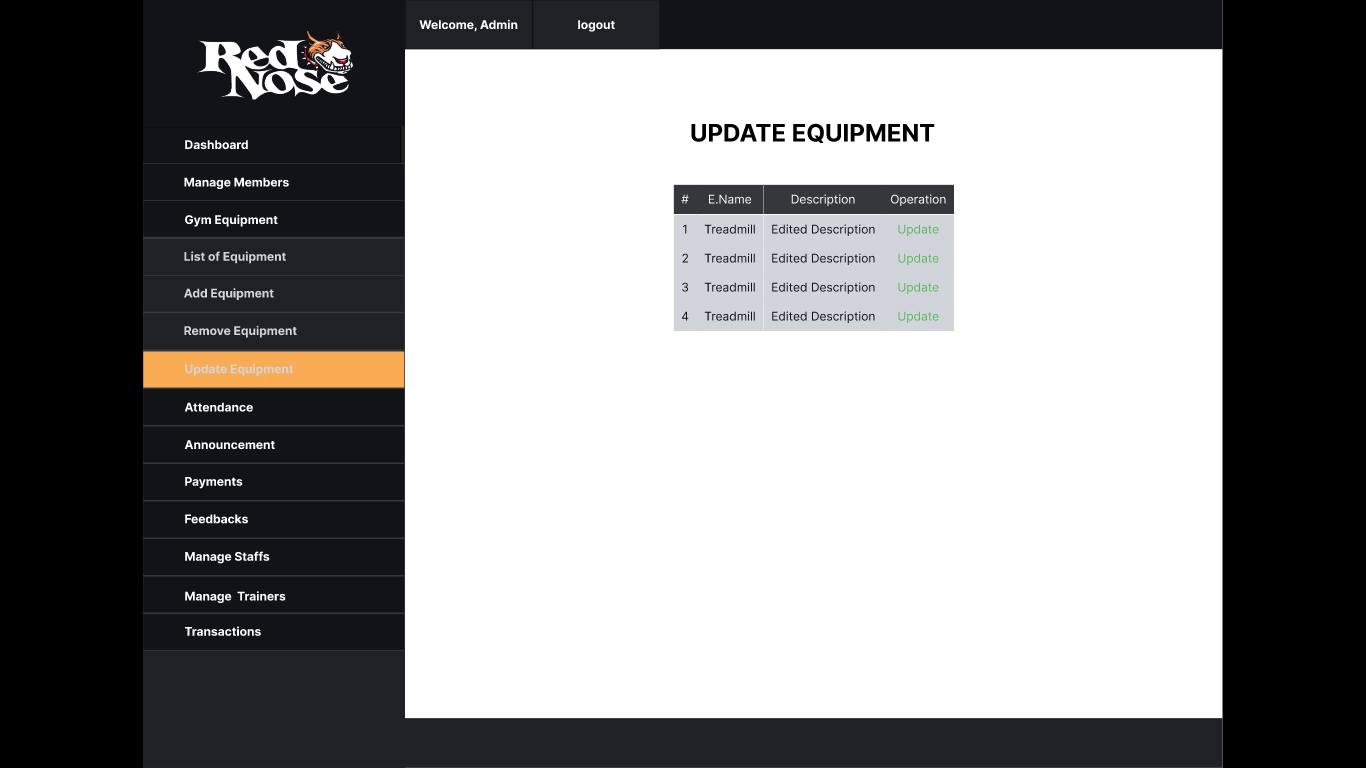 Red
Nose
Welcome, Admin
logout
Dashboard
Manage Members
Gym Equipment
List of Equipment
Add Equipment
Remove Equipment
Update Equipment
Attendance
Announcement
Payments
Feedbacks
Manage Staffs
Manage  Trainers
Transactions
UPDATE EQUIPMENT
# E.Name Description Operation
1 Treadmill Edited Description Update
2 Treadmill Edited Description Update
3 Treadmill Edited Description Update
4 Treadmill Edited Description Update